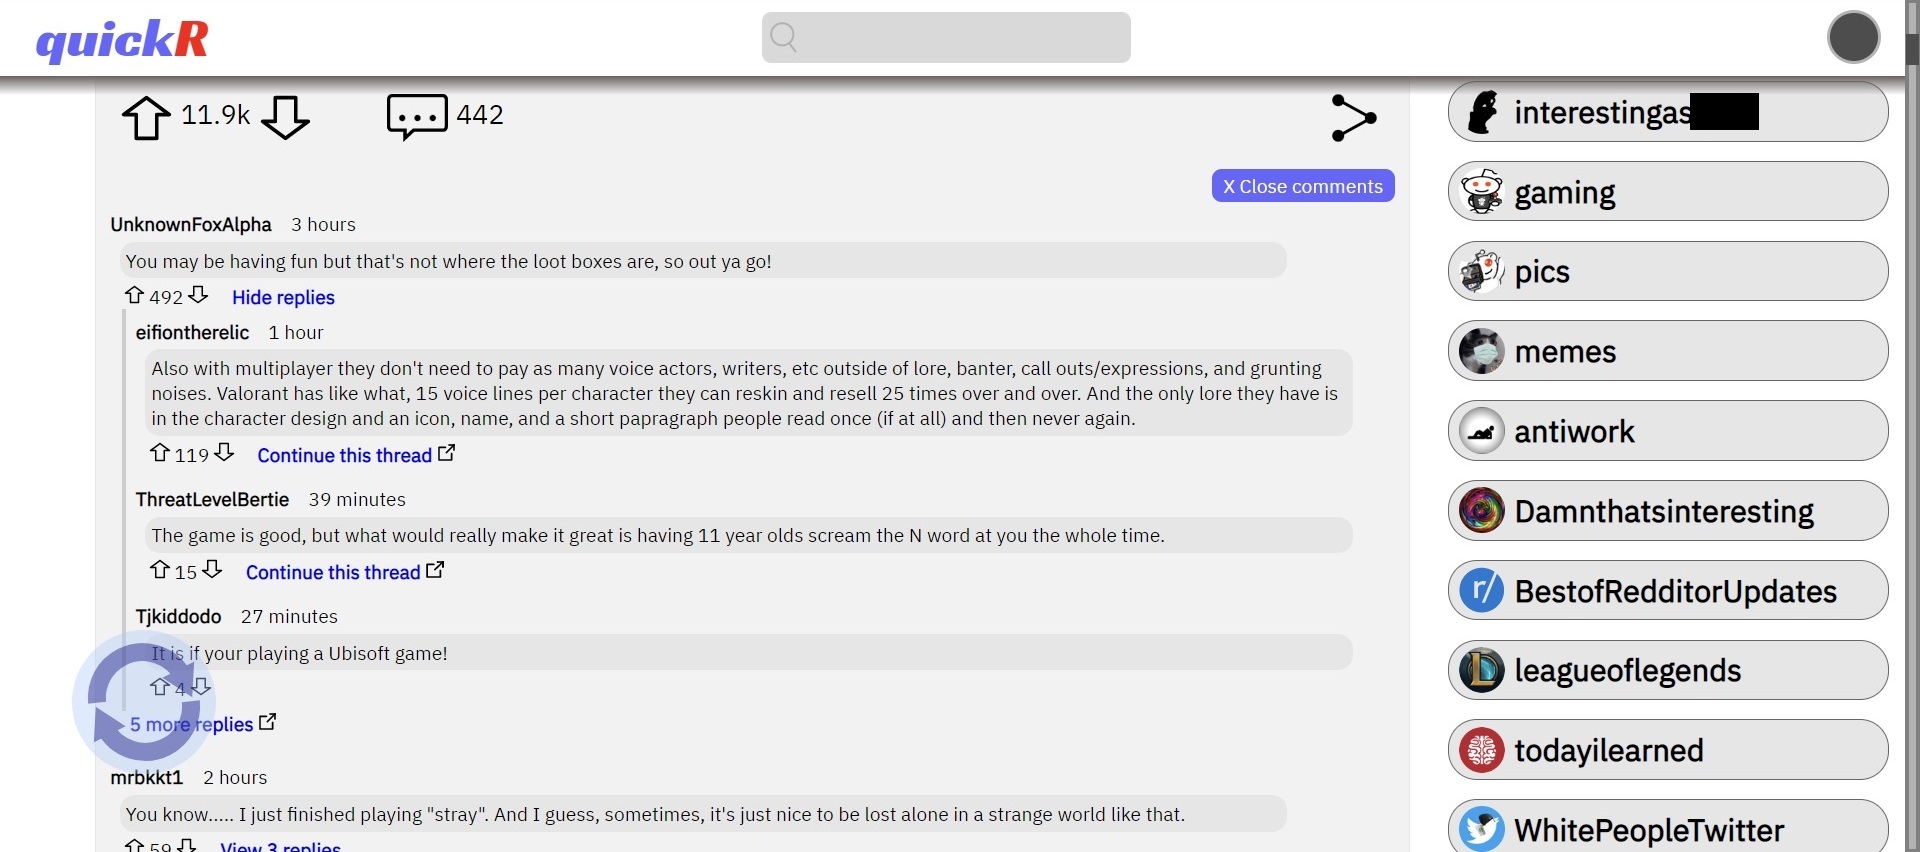 quickR
11.9k
442
X Close comments
UnknownFoxAlpha 3 hours
You may be having fun but that's not where the loot boxes are, so out ya go!
492 Hide replies
eifiontherelic 1 hour
Also with multiplayer they don't need to pay as many voice actors, writers, etc outside of lore, banter, call outs/expressions, and grunting
noises. Valorant has like what, 15 voice lines per character they can reskin and resell 25 times over and over. And the only lore they have is
in the character design and an icon, name, and a short papragraph people read once (if at all) and then never again.
119 Continue this thread
ThreatLevelBertie 39 minutes
The game is good, but what would really make it great is having 11 year olds scream the N word at you the whole time.
15 Continue this thread
Tjkiddodo 27 minutes
It is if your playing a Ubisoft game!
4
5 more replies
mrbkkt1 2 hours
You know..... I just finished playing "stray". And I guess, sometimes, it's just nice to be lost alone in a strange world like that.
59 View 3 replies
interestingas
gaming
pics
memes
antiwork
Damnthatsinteresting
r/ BestofRedditorUpdates
leagueoflegends
todayilearned
WhitePeopleTwitter